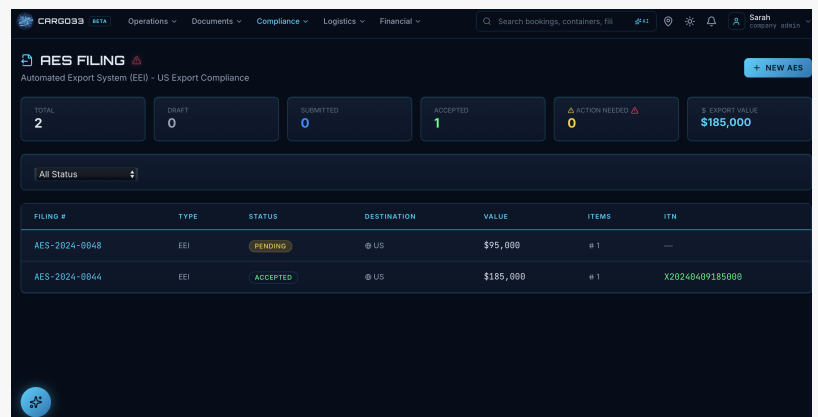 CARGO33 BETA Operations Documents Compliance Logistics Financial Search bookings, containers, fili AI Sarah
company admin
AES FILING
Automated Export System (EEI) - US Export Compliance
+ NEW AES
TOTAL DRAFT SUBMITTED ACCEPTED ACTION NEEDED $ EXPORT VALUE
2 0 0 1 0 $185,000
All Status
FILING # TYPE STATUS DESTINATION VALUE ITEMS ITN
AES-2024-0048 EEI PENDING US $95,000 # 1 —
AES-2024-0044 EEI ACCEPTED US $185,000 # 1 X20240409185000